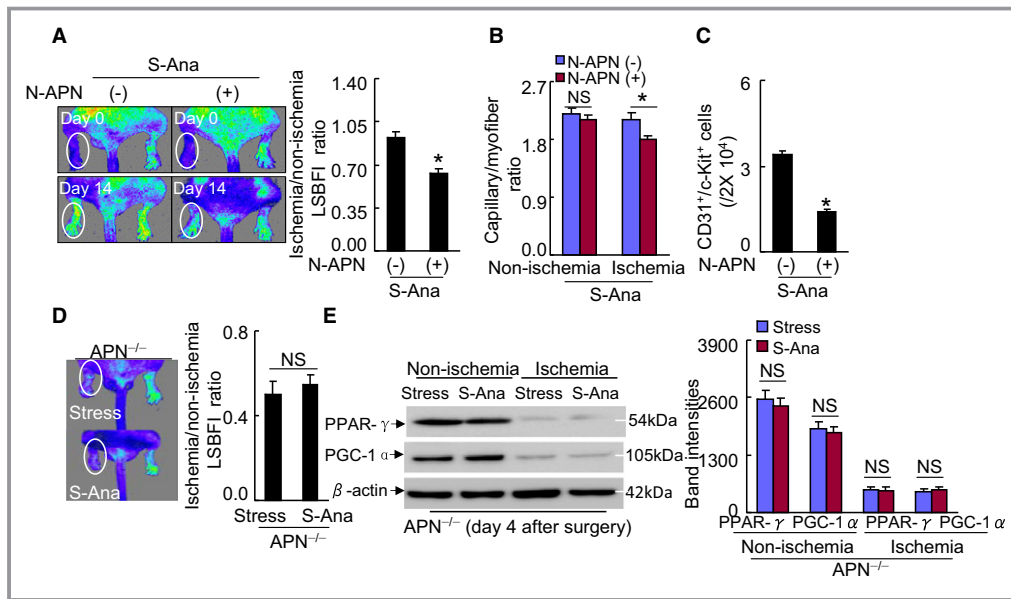 A
S-Ana
N-APN (-) (+)
Day 0 Day 0
Day 14 Day 14
Ischemia/non-ischemia
LSBFI ratio
1.40
1.05
0.70
0.35
0.00
*
N-APN (-) (+)
S-Ana
B
N-APN (-)
N-APN (+)
Capillary/myofiber
ratio
2.7
1.8
0.9
0.0
NS *
Non-ischemia Ischemia
S-Ana
C
CD31+/c-Kit+ cells
(/2X 10⁴)
6
3
0
*
N-APN (-) (+)
S-Ana
D
APN−/−
Stress
S-Ana
Ischemia/non-ischemia
LSBFI ratio
0.8
0.4
0.0
NS
Stress S-Ana
APN−/−
E
Non-ischemia Ischemia
Stress S-Ana Stress S-Ana
PPAR- γ 54kDa
PGC-1 α 105kDa
β-actin 42kDa
APN−/− (day 4 after surgery)
Stress
S-Ana
Band intensities
3900
2600
1300
0
NS NS NS NS
PPAR- γ PGC-1 α PPAR- γ PGC-1 α
Non-ischemia Ischemia
APN−/−